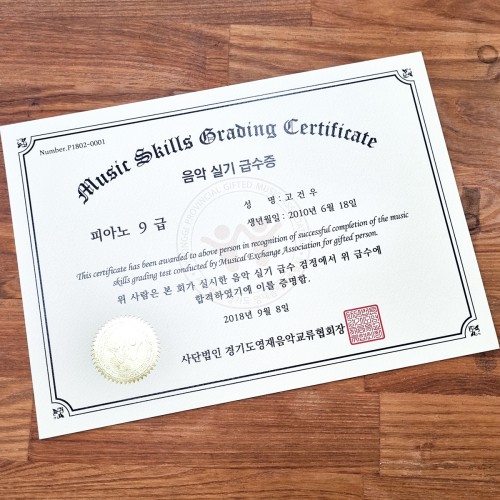 Number.P1802-0001
Music Skills Grading Certificate
음악 실기 급수증
피아노 9 급
성 명 : 고 건 우
생년월일 : 2010년 6월 18일
This certificate has been awarded to above person in recognition of successful completion of the music
skills grading test conducted by Musical Exchange Association for gifted person.
위 사람은 본 회가 실시한 음악 실기 급수 검정에서 위 급수에
합격하였기에 이를 증명함.
2018년 9월 8일
사단법인 경기도영재음악교류협회장